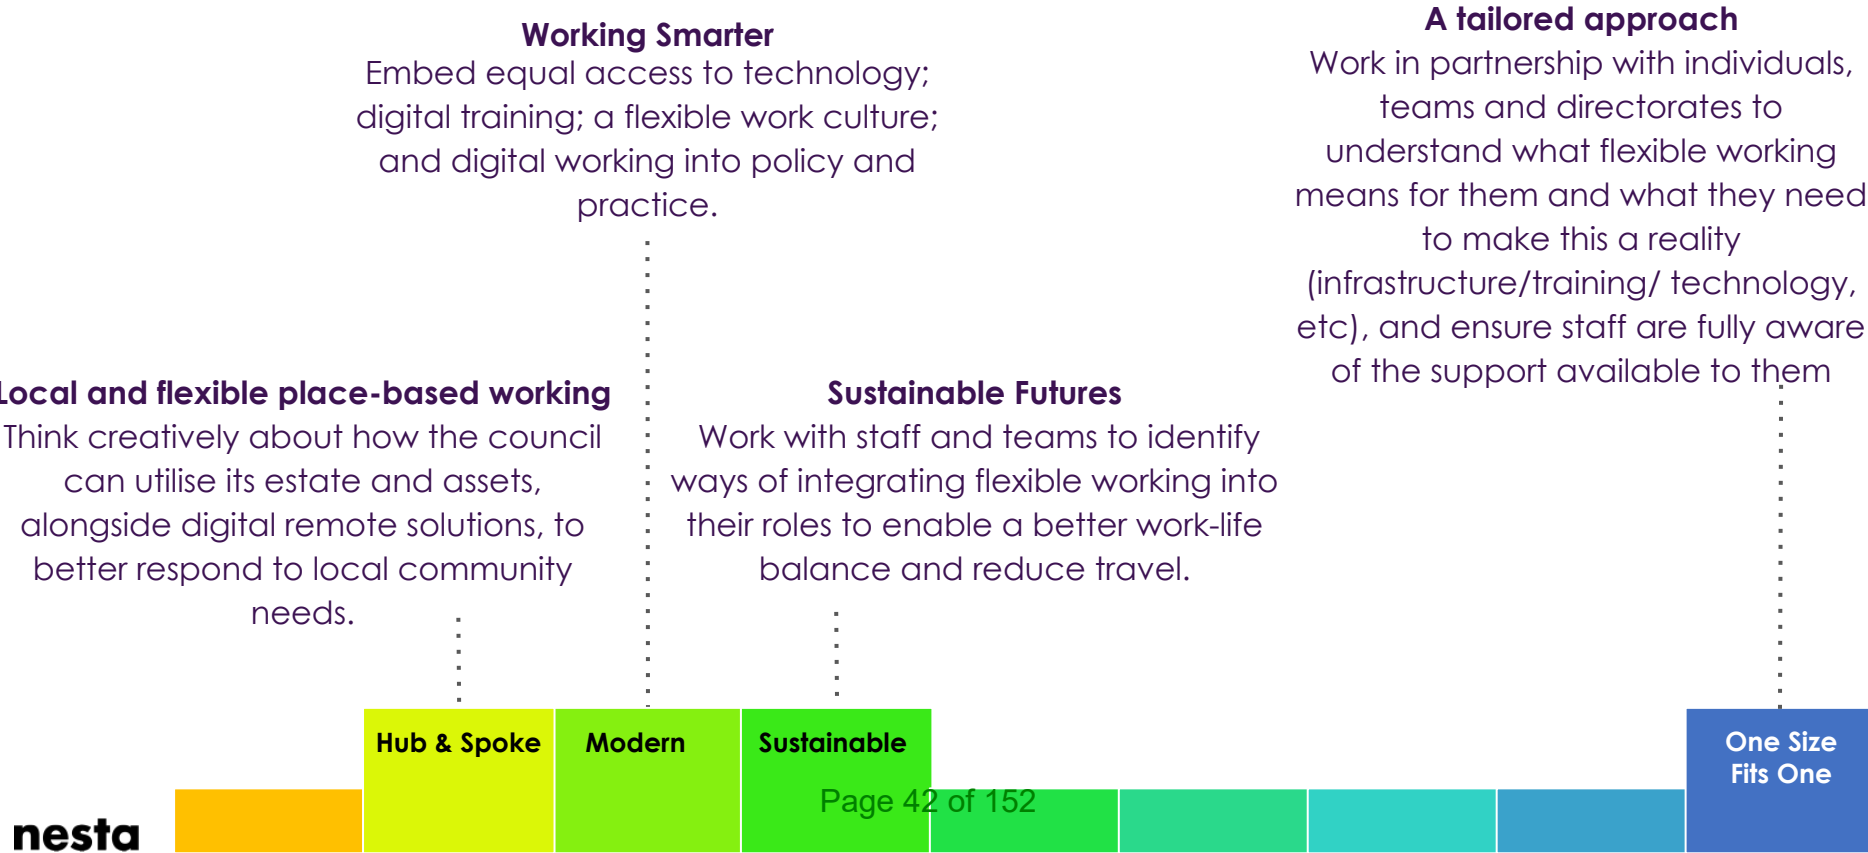 Working Smarter
Embed equal access to technology;
digital training; a flexible work culture;
and digital working into policy and
practice.
A tailored approach
Work in partnership with individuals,
teams and directorates to
understand what flexible working
means for them and what they need
to make this a reality
(infrastructure/training/ technology,
etc), and ensure staff are fully aware
of the support available to them
Local and flexible place-based working
Think creatively about how the council
can utilise its estate and assets,
alongside digital remote solutions, to
better respond to local community
needs.
Sustainable Futures
Work with staff and teams to identify
ways of integrating flexible working into
their roles to enable a better work-life
balance and reduce travel.
Hub & Spoke
Modern
Sustainable
One Size
Fits One
Page 42 of 152
nesta